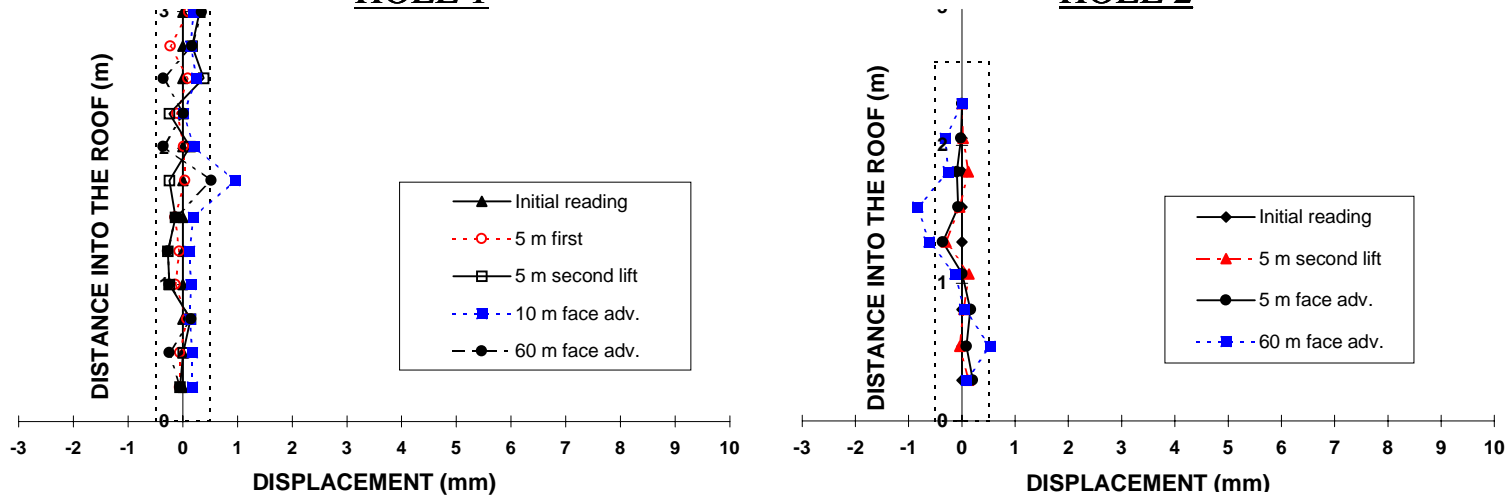 DISTANCE INTO THE ROOF (m)
3
2
1
0
Initial reading
5 m first
5 m second lift
10 m face adv.
60 m face adv.
-3 -2 -1 0 1 2 3 4 5 6 7 8 9 10
DISPLACEMENT (mm)
DISTANCE INTO THE ROOF (m)
2
1
0
Initial reading
5 m second lift
5 m face adv.
60 m face adv.
-3 -2 -1 0 1 2 3 4 5 6 7 8 9 10
DISPLACEMENT (mm)